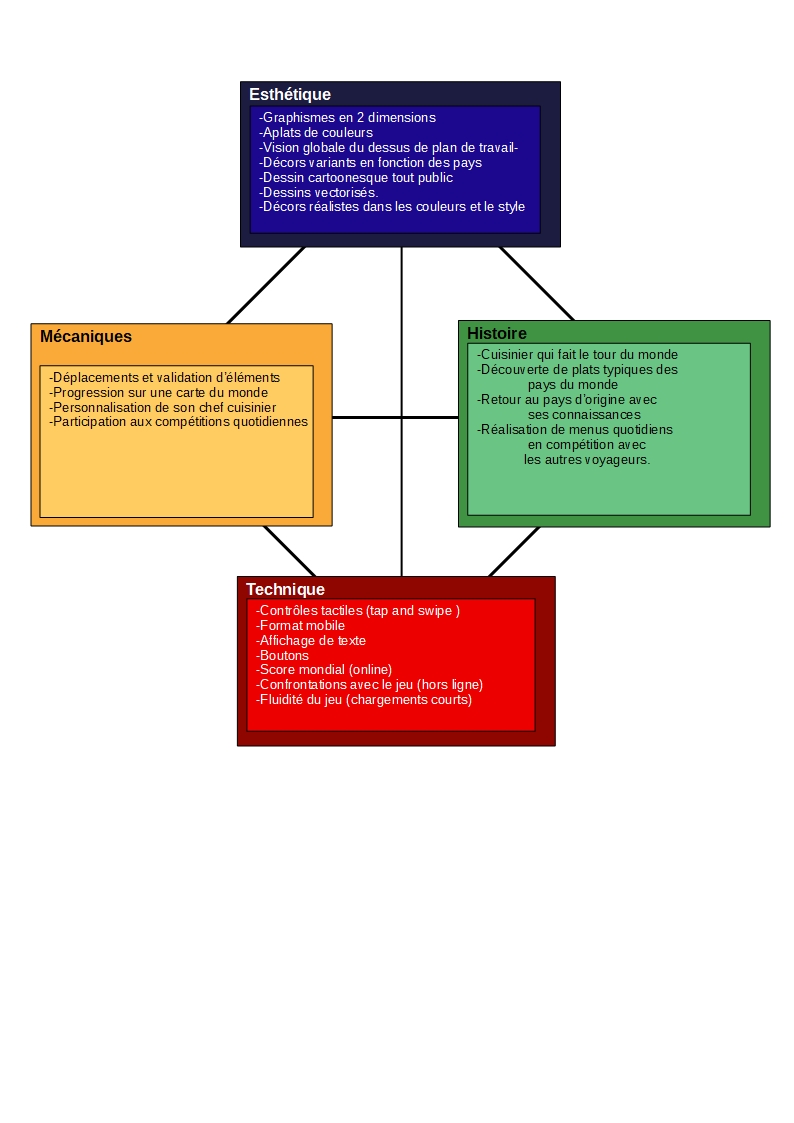 Esthétique
-Graphismes en 2 dimensions
-Aplats de couleurs
-Vision globale du dessus de plan de travail-
-Décors variants en fonction des pays
-Dessin cartoonesque tout public
-Dessins vectorisés.
-Décors réalistes dans les couleurs et le style
Mécaniques
-Déplacements et validation d'éléments
-Progression sur une carte du monde
-Personnalisation de son chef cuisinier
-Participation aux compétitions quotidiennes
Histoire
-Cuisinier qui fait le tour du monde
-Découverte de plats typiques des
pays du monde
-Retour au pays d'origine avec
ses connaissances
-Réalisation de menus quotidiens
en compétition avec
les autres voyageurs.
Technique
-Contrôles tactiles (tap and swipe )
-Format mobile
-Affichage de texte
-Boutons
-Score mondial (online)
-Confrontations avec le jeu (hors ligne)
-Fluidité du jeu (chargements courts)